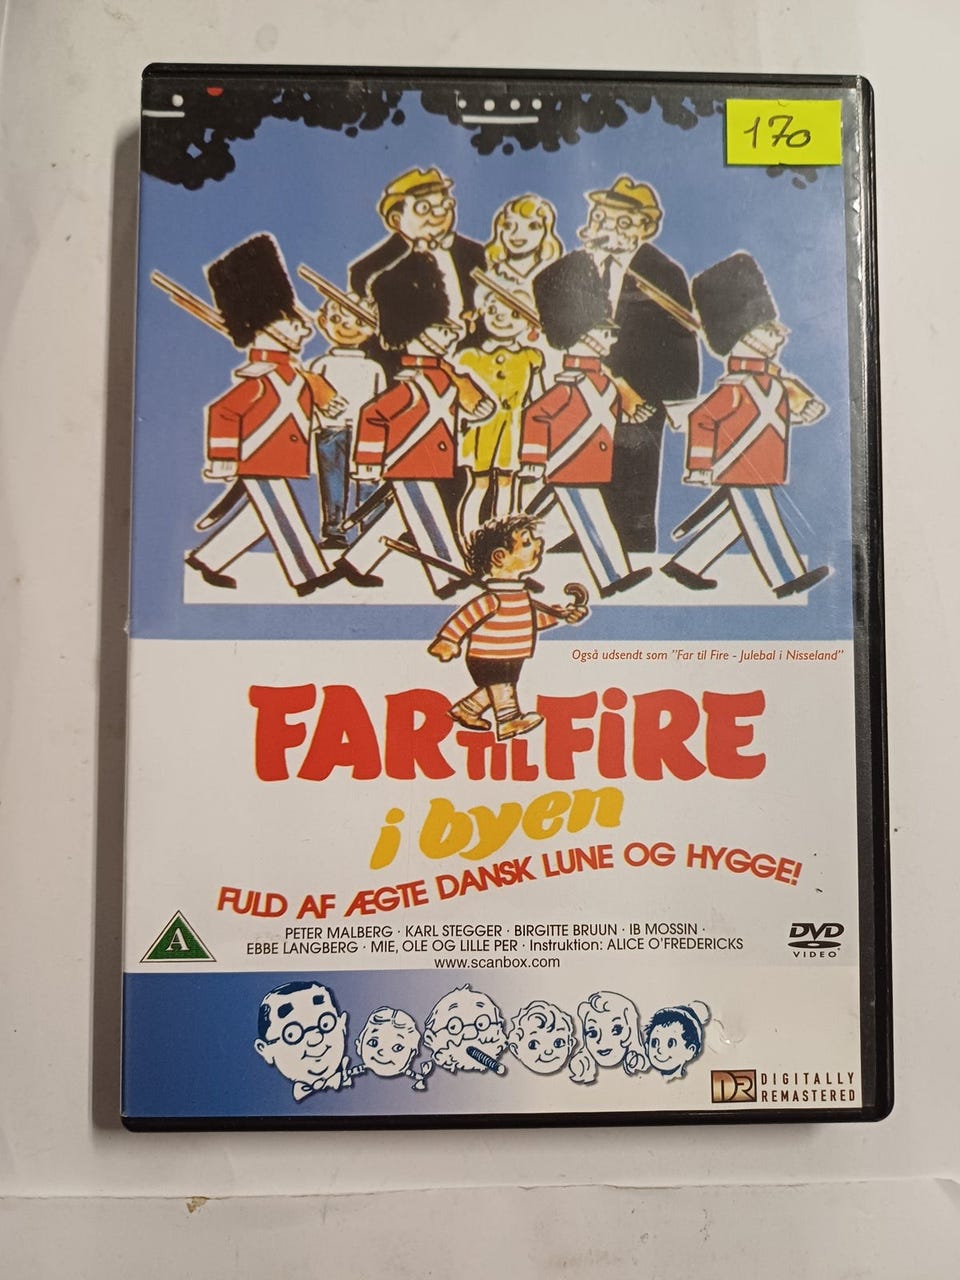 170
Også udsendt som "Far til Fire - Julebal i Nisseland"
FAR TIL FiRE
i byen
FULD AF ÆGTE DANSK LUNE OG HYGGE!
PETER MALBERG · KARL STEGGER · BIRGITTE BRUUN · IB MOSSIN ·
EBBE LANGBERG · MIE, OLE OG LILLE PER · Instruktion: ALICE O'FREDERICKS
www.scanbox.com
A
DVD
VIDEO
DR DIGITALLY
REMASTERED